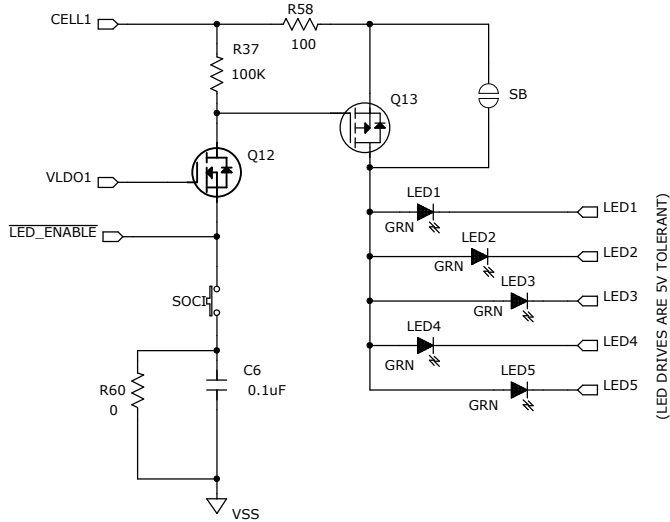 CELL1
R58
100
R37
100K
Q13
SB
Q12
VLDO1
LED_ENABLE
LED1
GRN
LED1
LED2
GRN
LED2
LED3
GRN
LED3
LED4
GRN
LED4
LED5
GRN
LED5
(LED DRIVES ARE 5V TOLERANT)
SOCI
R60
0
C6
0.1uF
VSS